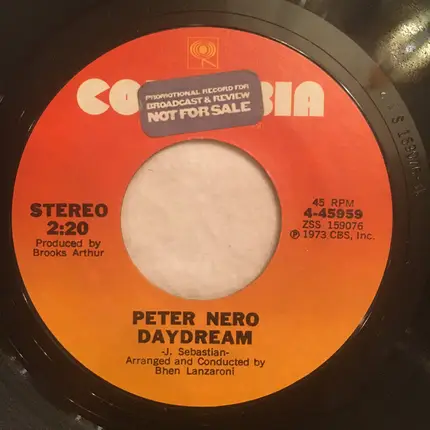 CO BIA
PROMOTIONAL RECORD FOR
BROADCAST & REVIEW
NOT FOR SALE
STEREO
2:20
Produced by
Brooks Arthur
45 RPM
4-45959
ZSS 159076
℗ 1973 CBS, Inc.
PETER NERO
DAYDREAM
-J. Sebastian-
Arranged and Conducted by
Bhen Lanzaroni